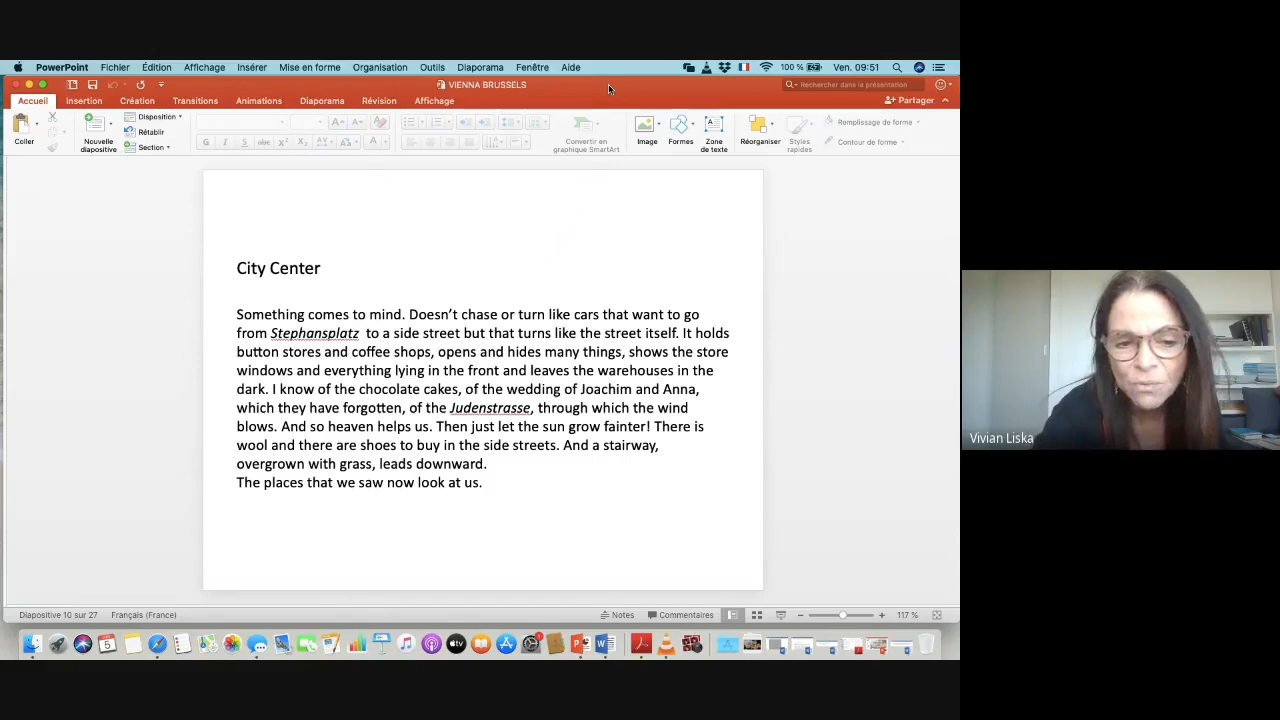 PowerPoint Fichier Édition Affichage Insérer Mise en forme Organisation Outils Diaporama Fenêtre Aide 100 % Ven. 09:51
VIENNA BRUSSELS
Rechercher dans la présentation
Accueil Insertion Création Transitions Animations Diaporama Révision Affichage Partager
Coller
Nouvelle diapositive
Disposition
Rétablir
Section
Convertir en graphique SmartArt
Image
Formes
Zone de texte
Réorganiser
Styles rapides
Remplissage de forme
Contour de forme
City Center
Something comes to mind. Doesn’t chase or turn like cars that want to go
from Stephansplatz to a side street but that turns like the street itself. It holds
button stores and coffee shops, opens and hides many things, shows the store
windows and everything lying in the front and leaves the warehouses in the
dark. I know of the chocolate cakes, of the wedding of Joachim and Anna,
which they have forgotten, of the Judenstrasse, through which the wind
blows. And so heaven helps us. Then just let the sun grow fainter! There is
wool and there are shoes to buy in the side streets. And a stairway,
overgrown with grass, leads downward.
The places that we saw now look at us.
Vivian Liska
Diapositive 10 sur 27 Français (France) Notes Commentaires 117 %